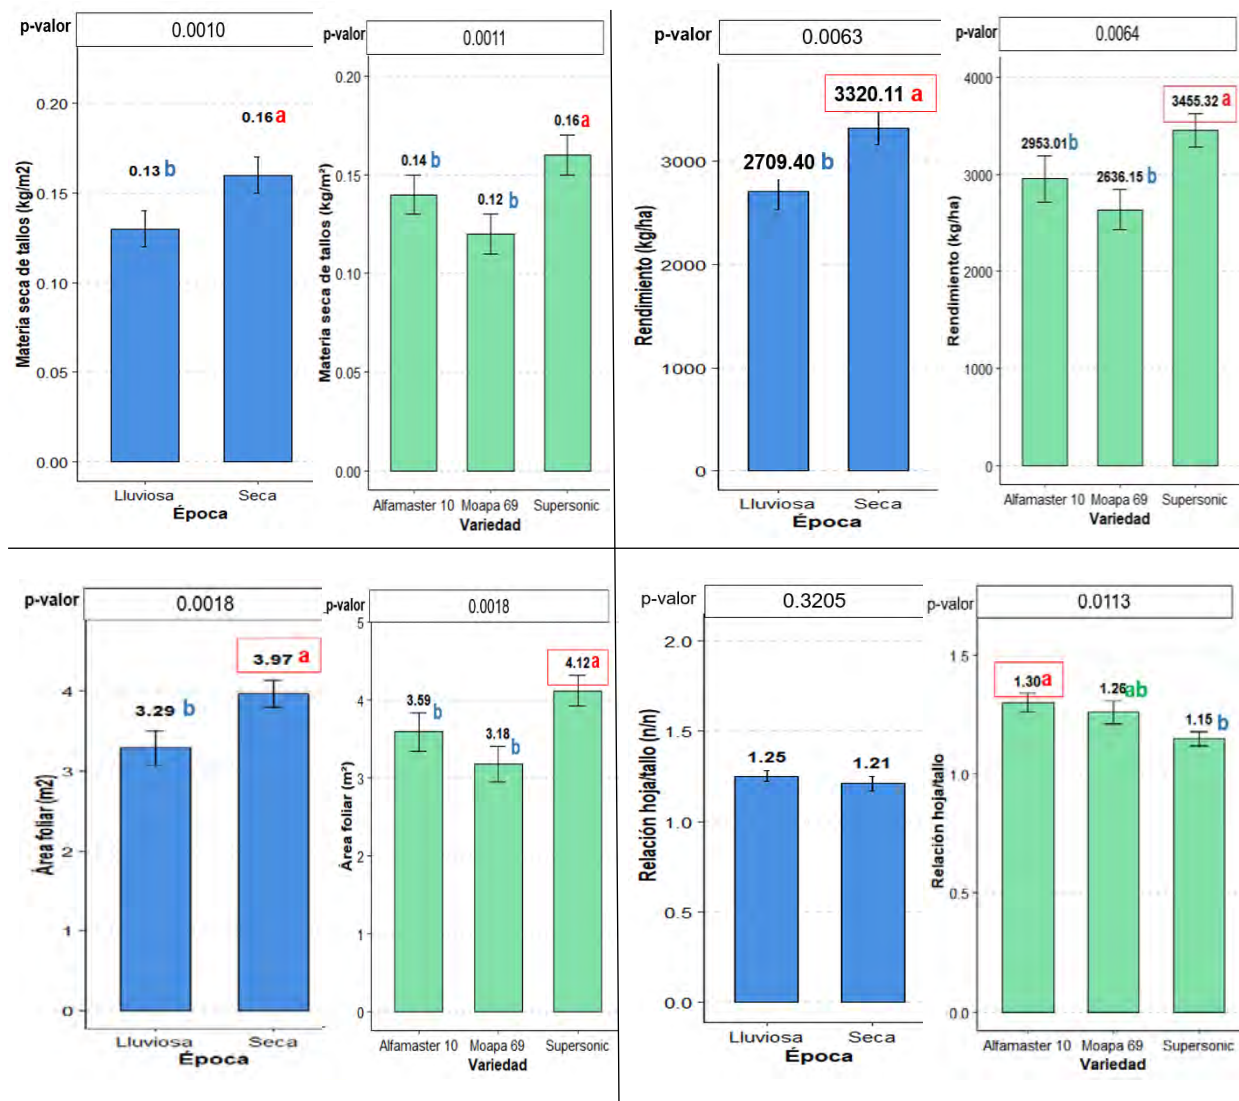 p-valor 0.0010
0.20
0.15
0.10
0.05
0.00
Materia seca de tallos (kg/m2)
0.13 b
0.16 a
Lluviosa Seca
Época
p-valor 0.0011
0.20
0.15
0.10
0.05
0.00
Materia seca de tallos (kg/m²)
0.14 b
0.12 b
0.16 a
Alfamaster 10 Moapa 69 Supersonic
Variedad
p-valor 0.0063
3000
2000
1000
0
Rendimiento (kg/ha)
2709.40 b
3320.11 a
Lluviosa Seca
Época
p-valor 0.0064
4000
3000
2000
1000
0
Rendimiento (kg/ha)
2953.01 b
2636.15 b
3455.32 a
Alfamaster 10 Moapa 69 Supersonic
Variedad
p-valor 0.0018
4
3
2
1
0
Área foliar (m2)
3.29 b
3.97 a
Lluviosa Seca
Época
p-valor 0.0018
5
4
3
2
1
0
Área foliar (m²)
3.59 b
3.18 b
4.12 a
Alfamaster 10 Moapa 69 Supersonic
Variedad
p-valor 0.3205
2.0
1.5
1.0
0.5
0.0
Relación hoja/tallo (n/n)
1.25
1.21
Lluviosa Seca
Época
p-valor 0.0113
1.5
1.0
0.5
0.0
Relación hoja/tallo
1.30 a
1.26 ab
1.15 b
Alfamaster 10 Moapa 69 Supersonic
Variedad